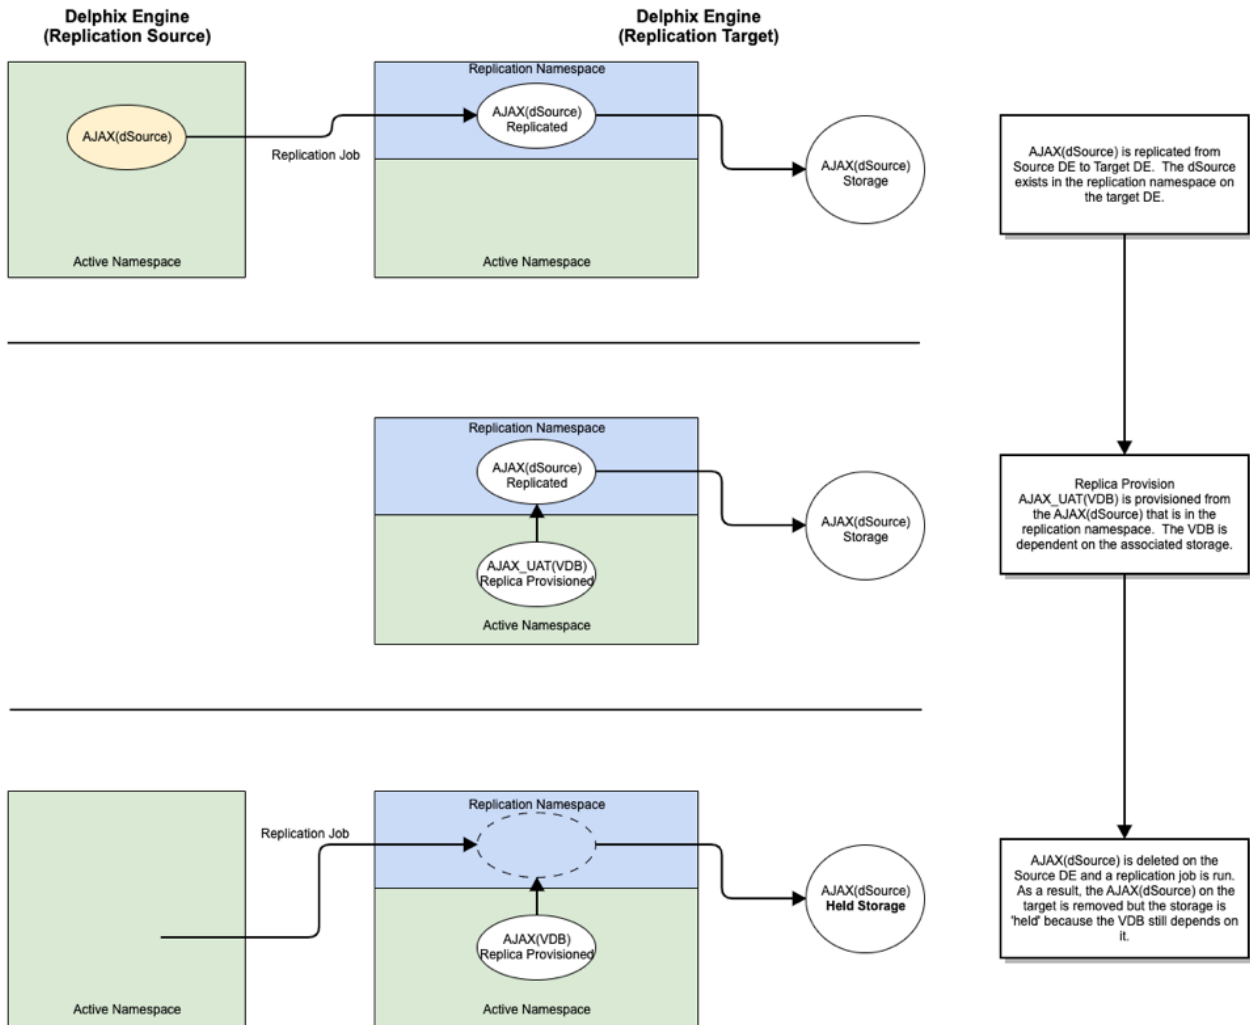 Delphix Engine
(Replication Source)
Delphix Engine
(Replication Target)
Replication Namespace
AJAX(dSource)
Replication Job
AJAX(dSource)
Replicated
AJAX(dSource)
Storage
Active Namespace
Active Namespace
AJAX(dSource) is replicated from
Source DE to Target DE. The dSource
exists in the replication namespace on
the target DE.
Replication Namespace
AJAX(dSource)
Replicated
AJAX(dSource)
Storage
AJAX_UAT(VDB)
Replica Provisioned
Active Namespace
Replica Provision
AJAX_UAT(VDB) is provisioned from
the AJAX(dSource) that is in the
replication namespace. The VDB is
dependent on the associated storage.
Replication Job
Replication Namespace
AJAX(dSource)
Held Storage
AJAX(VDB)
Replica Provisioned
Active Namespace
Active Namespace
AJAX(dSource) is deleted on the
Source DE and a replication job is run.
As a result, the AJAX(dSource) on the
target is removed but the storage is
'held' because the VDB still depends on
it.